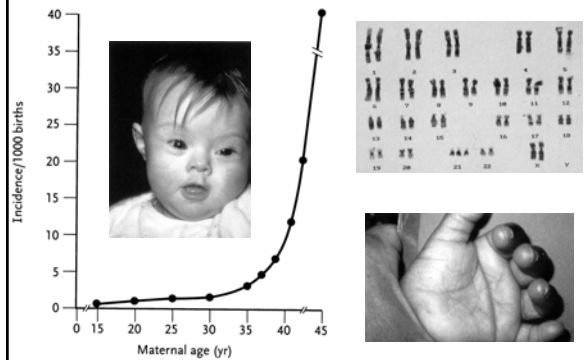 Incidence/1000 births
40
35
30
25
20
15
10
5
0
0 15 20 25 30 35 40 45
Maternal age (yr)
1 2 3 4 5
6 7 8 9 10 11 12
13 14 15 16 17 18
19 20 21 22 X Y